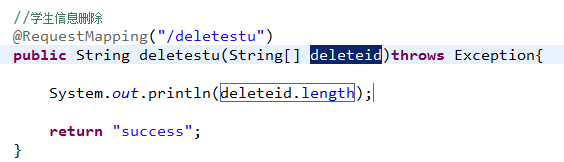 //学生信息删除
@RequestMapping("/deletestu")
public String deletestu(String[] deleteid)throws Exception{
System.out.println(deleteid.length);
return "success";
}